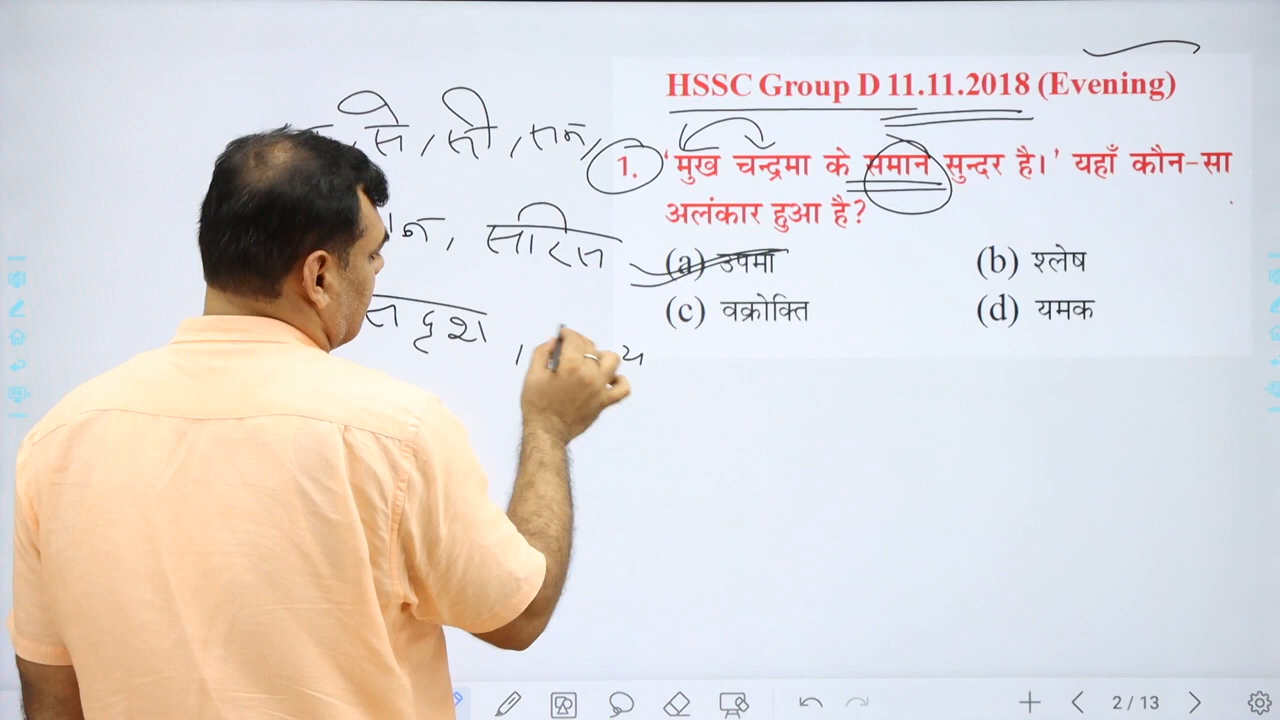 HSSC Group D 11.11.2018 (Evening)
1. 'मुख चन्द्रमा के समान सुन्दर है।' यहाँ कौन-सा
अलंकार हुआ है?
(a) उपमा (b) श्लेष
(c) वक्रोक्ति (d) यमक
से, सी, सम,
सरिस
सदृश
2/13